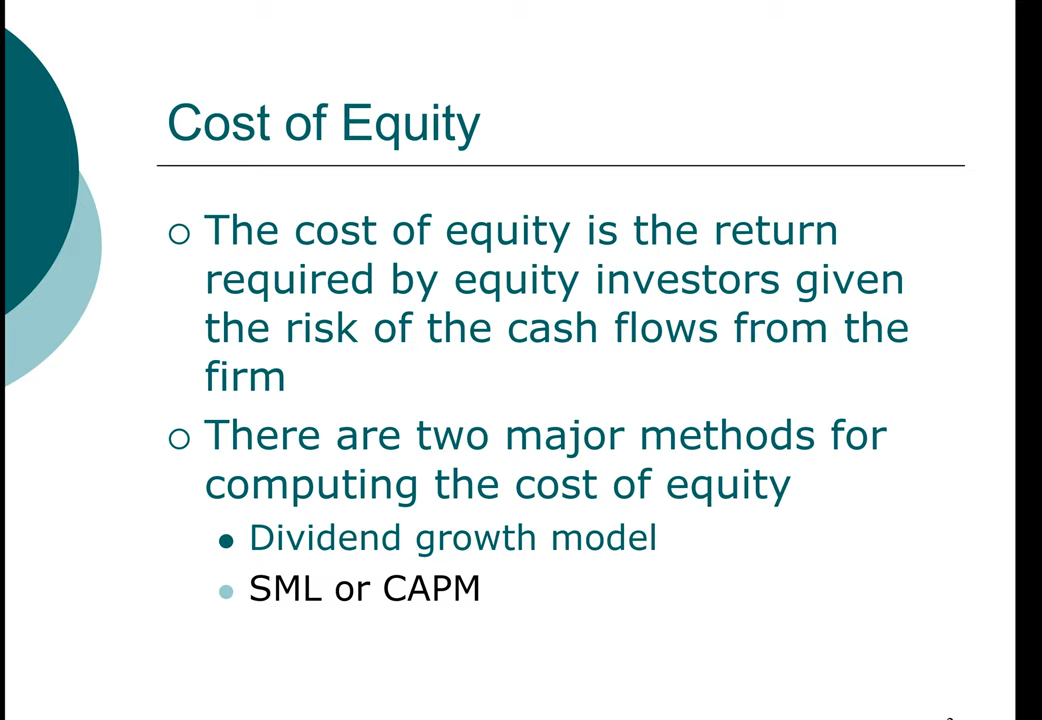 Cost of Equity
The cost of equity is the return
required by equity investors given
the risk of the cash flows from the
firm
There are two major methods for
computing the cost of equity
Dividend growth model
SML or CAPM